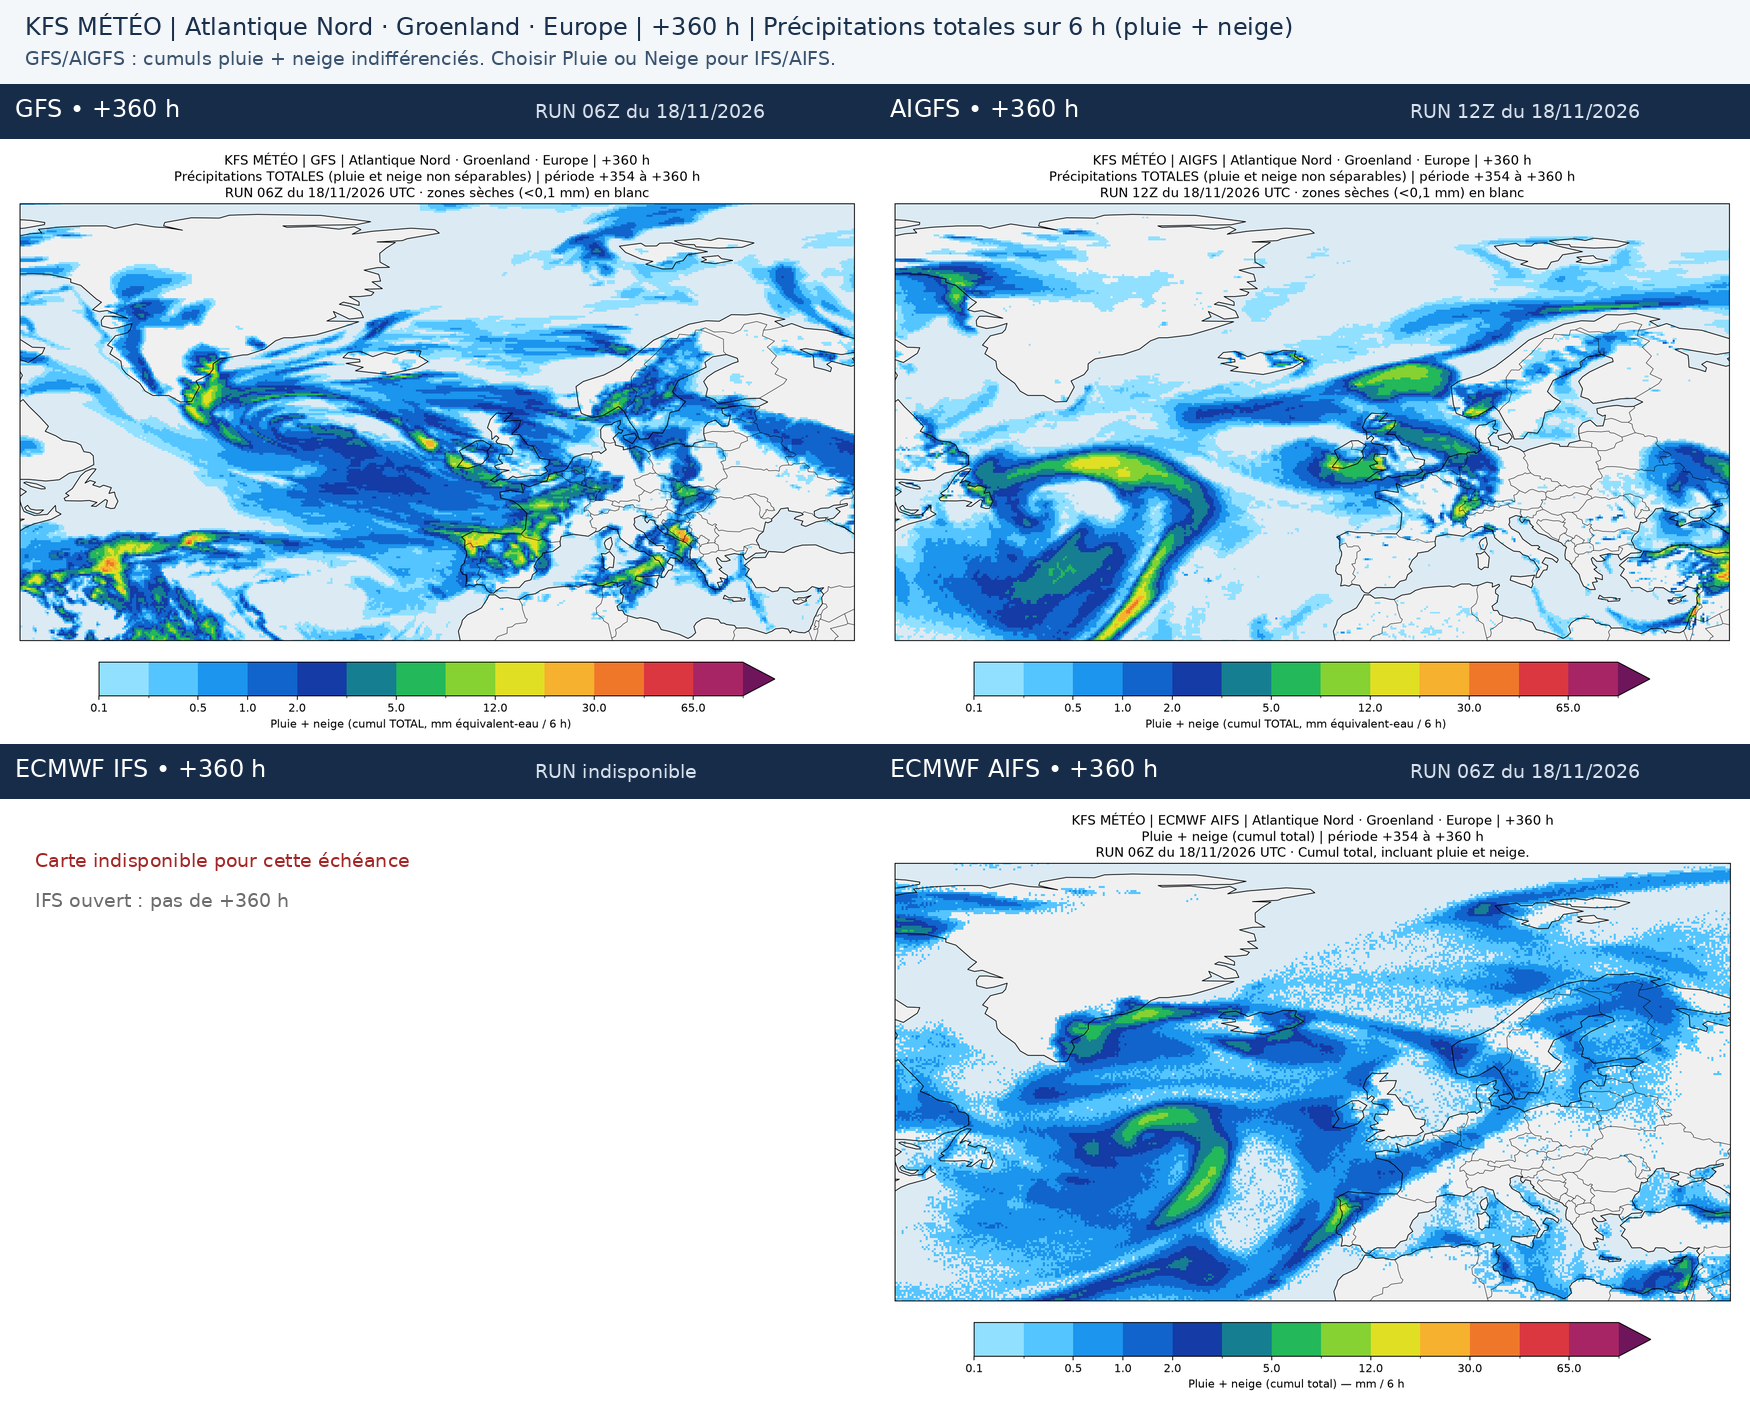 KFS MÉTÉO | Atlantique Nord · Groenland · Europe | +360 h | Précipitations totales sur 6 h (pluie + neige)
GFS/AIGFS : cumuls pluie + neige indifférenciés. Choisir Pluie ou Neige pour IFS/AIFS.
GFS • +360 h
RUN 06Z du 18/11/2026
KFS MÉTÉO | GFS | Atlantique Nord · Groenland · Europe | +360 h
Précipitations TOTALES (pluie et neige non séparables) | période +354 à +360 h
RUN 06Z du 18/11/2026 UTC · zones sèches (<0,1 mm) en blanc
0.1 0.5 1.0 2.0 5.0 12.0 30.0 65.0
Pluie + neige (cumul TOTAL, mm équivalent-eau / 6 h)
AIGFS • +360 h
RUN 12Z du 18/11/2026
KFS MÉTÉO | AIGFS | Atlantique Nord · Groenland · Europe | +360 h
Précipitations TOTALES (pluie et neige non séparables) | période +354 à +360 h
RUN 12Z du 18/11/2026 UTC · zones sèches (<0,1 mm) en blanc
0.1 0.5 1.0 2.0 5.0 12.0 30.0 65.0
Pluie + neige (cumul TOTAL, mm équivalent-eau / 6 h)
ECMWF IFS • +360 h
RUN indisponible
Carte indisponible pour cette échéance
IFS ouvert : pas de +360 h
ECMWF AIFS • +360 h
RUN 06Z du 18/11/2026
KFS MÉTÉO | ECMWF AIFS | Atlantique Nord · Groenland · Europe | +360 h
Pluie + neige (cumul total) | période +354 à +360 h
RUN 06Z du 18/11/2026 UTC · Cumul total, incluant pluie et neige.
0.1 0.5 1.0 2.0 5.0 12.0 30.0 65.0
Pluie + neige (cumul total) — mm / 6 h